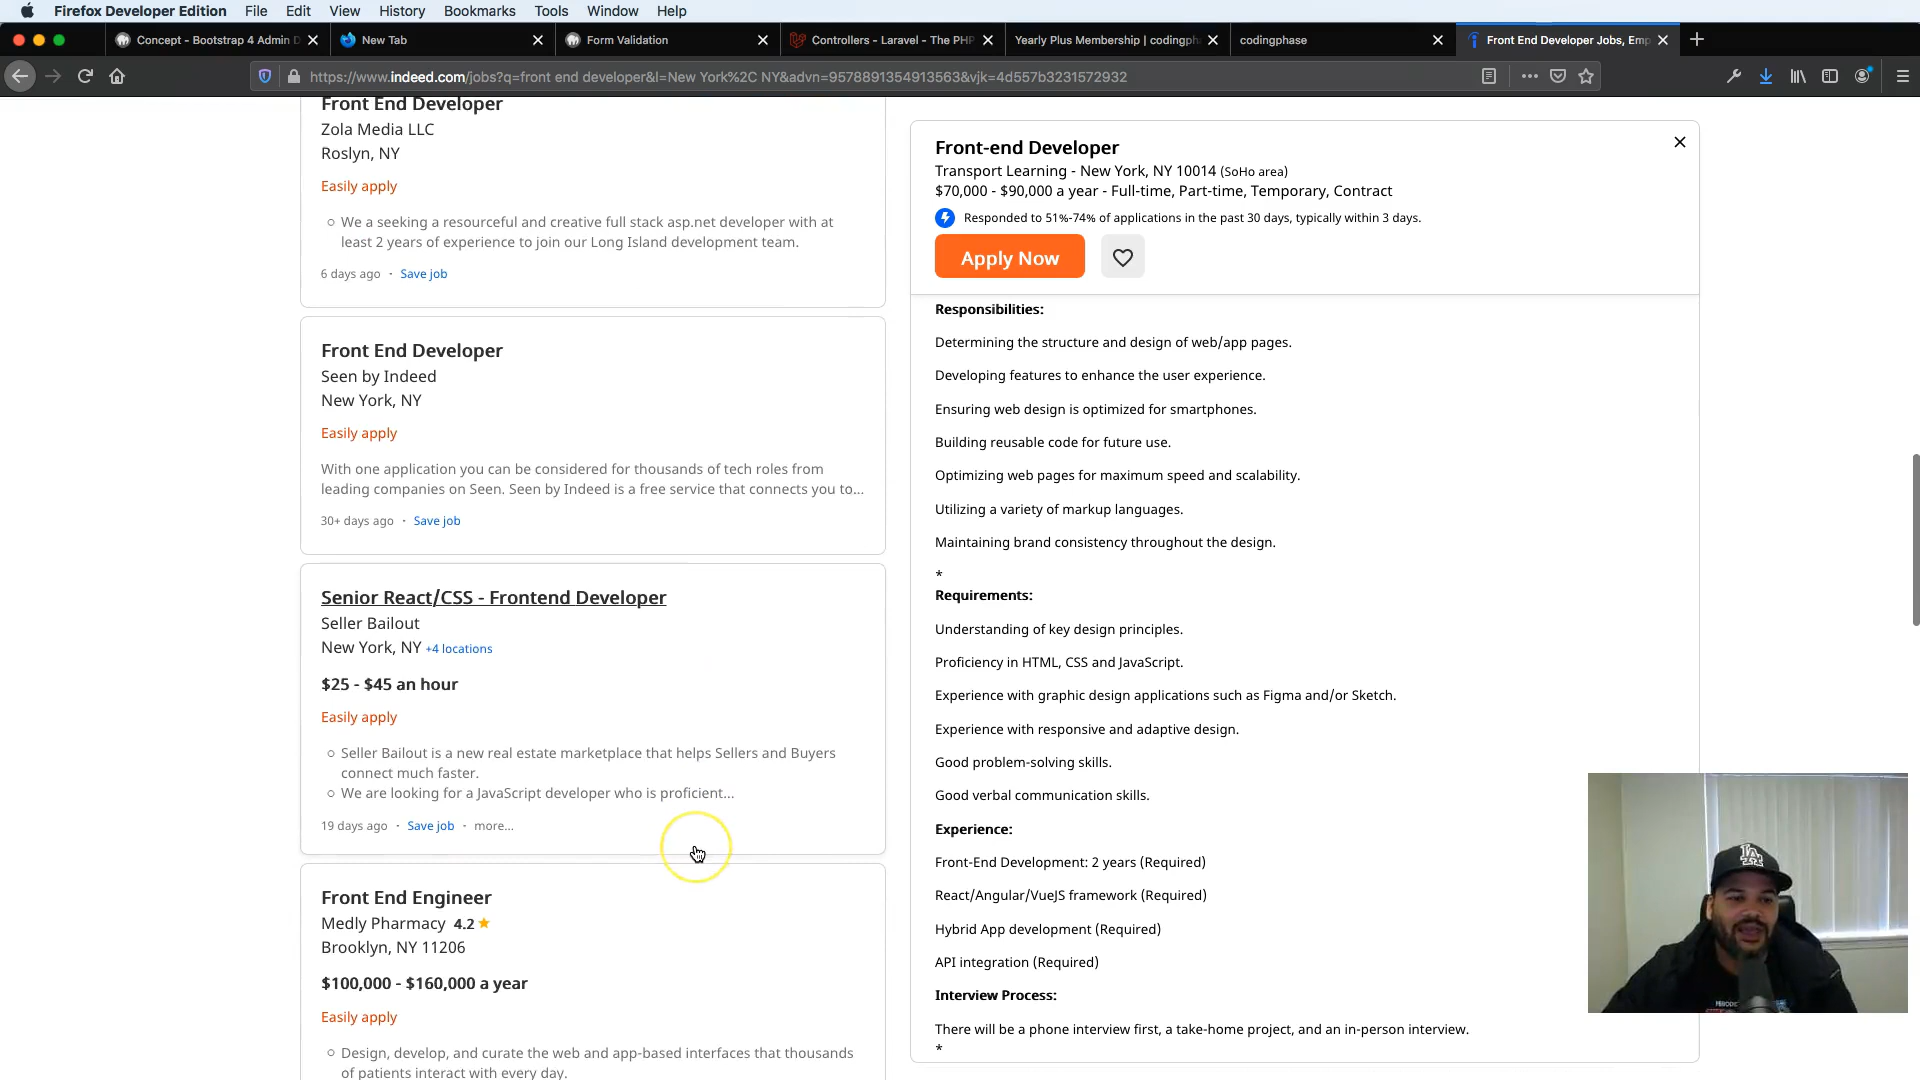 Firefox Developer Edition File Edit View History Bookmarks Tools Window Help
Concept - Bootstrap 4 Admin D
New Tab
Form Validation
Controllers - Laravel - The PHP
Yearly Plus Membership | codingph
codingphase
Front End Developer Jobs, Emp
https://www.indeed.com/jobs?q=front end developer&l=New York%2C NY&advn=9578891354913563&vjk=4d557b3231572932
Front End Developer
Zola Media LLC
Roslyn, NY
Easily apply
We a seeking a resourceful and creative full stack asp.net developer with at
least 2 years of experience to join our Long Island development team.
6 days ago · Save job
Front End Developer
Seen by Indeed
New York, NY
Easily apply
With one application you can be considered for thousands of tech roles from
leading companies on Seen. Seen by Indeed is a free service that connects you to...
30+ days ago · Save job
Senior React/CSS - Frontend Developer
Seller Bailout
New York, NY +4 locations
$25 - $45 an hour
Easily apply
Seller Bailout is a new real estate marketplace that helps Sellers and Buyers
connect much faster.
We are looking for a JavaScript developer who is proficient...
19 days ago · Save job · more...
Front End Engineer
Medly Pharmacy 4.2
Brooklyn, NY 11206
$100,000 - $160,000 a year
Easily apply
Design, develop, and curate the web and app-based interfaces that thousands
of patients interact with every day.
Front-end Developer
Transport Learning - New York, NY 10014 (SoHo area)
$70,000 - $90,000 a year - Full-time, Part-time, Temporary, Contract
Responded to 51%-74% of applications in the past 30 days, typically within 3 days.
Apply Now
Responsibilities:
Determining the structure and design of web/app pages.
Developing features to enhance the user experience.
Ensuring web design is optimized for smartphones.
Building reusable code for future use.
Optimizing web pages for maximum speed and scalability.
Utilizing a variety of markup languages.
Maintaining brand consistency throughout the design.
*
Requirements:
Understanding of key design principles.
Proficiency in HTML, CSS and JavaScript.
Experience with graphic design applications such as Figma and/or Sketch.
Experience with responsive and adaptive design.
Good problem-solving skills.
Good verbal communication skills.
Experience:
Front-End Development: 2 years (Required)
React/Angular/VueJS framework (Required)
Hybrid App development (Required)
API integration (Required)
Interview Process:
There will be a phone interview first, a take-home project, and an in-person interview.
*
LA